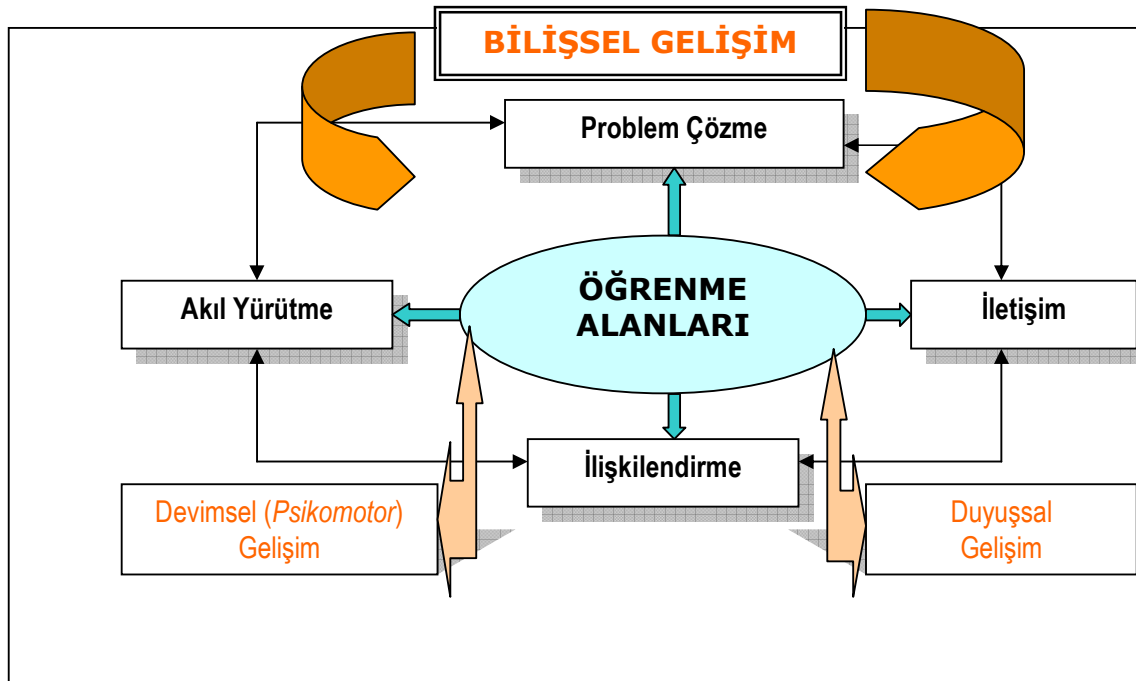 BİLİŞSEL GELİŞİM
Problem Çözme
ÖĞRENME
ALANLARI
Akıl Yürütme
İletişim
İlişkilendirme
Devimsel (Psikomotor)
Gelişim
Duyuşsal
Gelişim